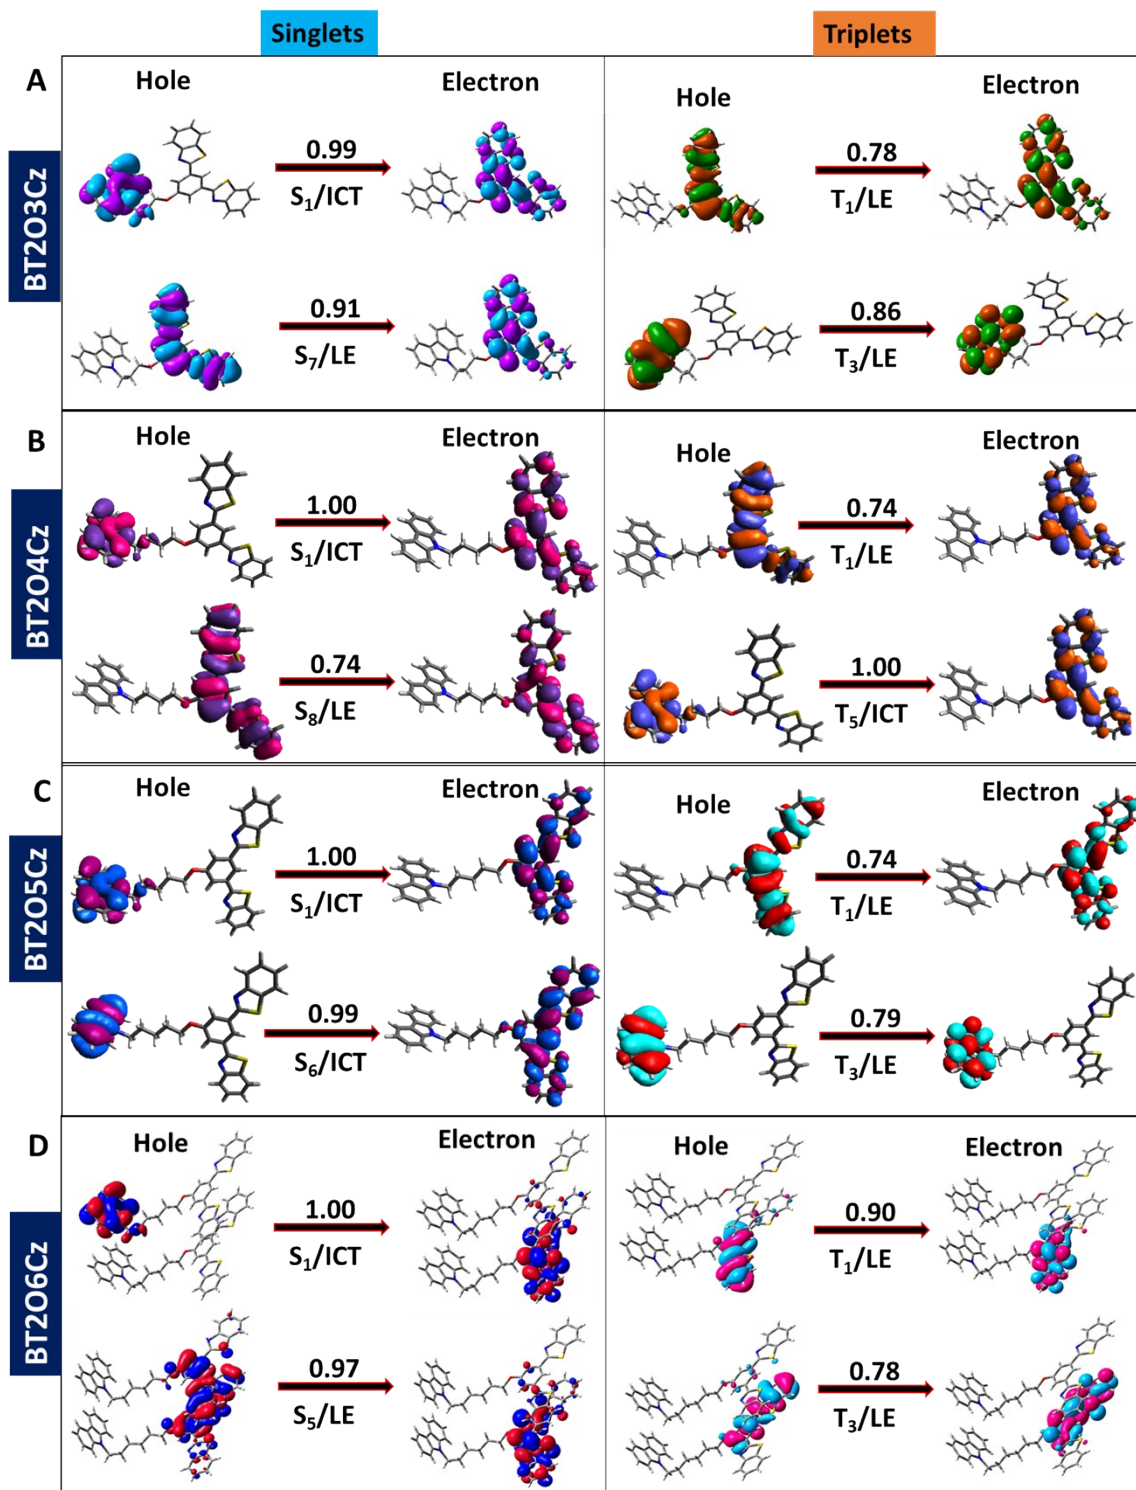 Singlets
Triplets
A
BT2O3Cz
Hole
Electron
Hole
Electron
0.99
S₁/ICT
0.78
T₁/LE
0.91
S₇/LE
0.86
T₃/LE
B
BT2O4Cz
Hole
Electron
Hole
Electron
1.00
S₁/ICT
0.74
T₁/LE
0.74
S₈/LE
1.00
T₅/ICT
C
BT2O5Cz
Hole
Electron
Hole
Electron
1.00
S₁/ICT
0.74
T₁/LE
0.99
S₆/ICT
0.79
T₃/LE
D
BT2O6Cz
Hole
Electron
Hole
Electron
1.00
S₁/ICT
0.90
T₁/LE
0.97
S₅/LE
0.78
T₃/LE